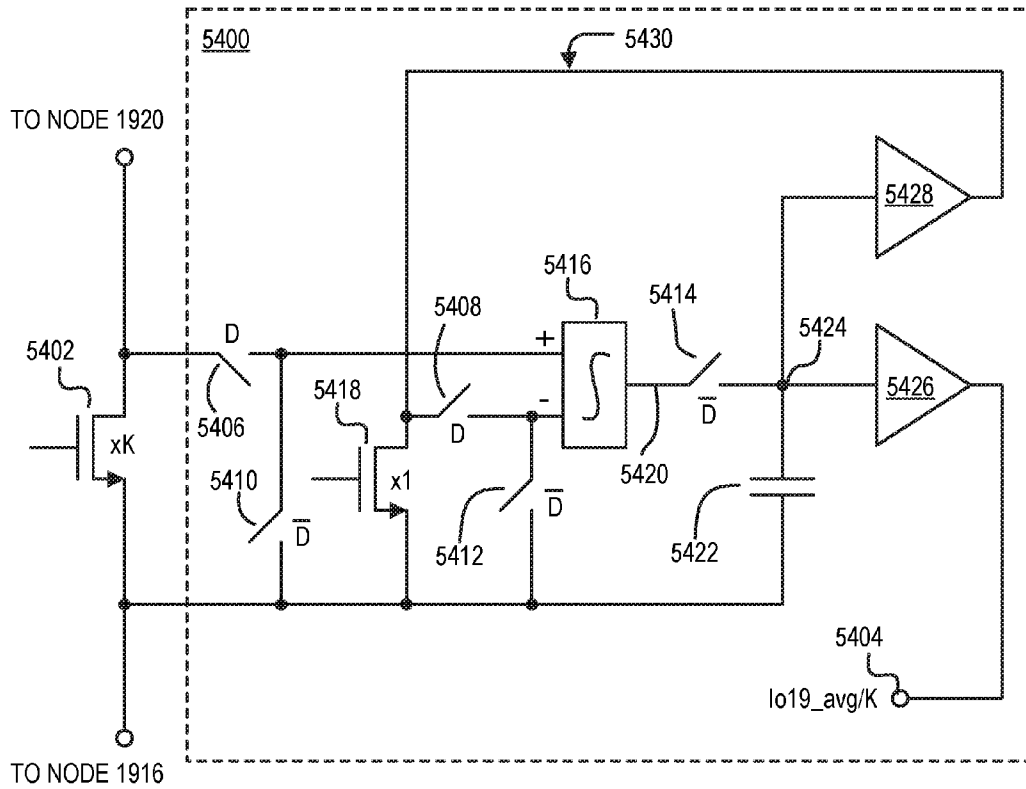 5400
5430
TO NODE 1920
5428
5416
5414
5408
5424
D
+
5402
5418
5426
5406
D
-
D̅
5420
xK
5410
x1
D̅
D̅
5412
5422
5404
Io19_avg/K
TO NODE 1916